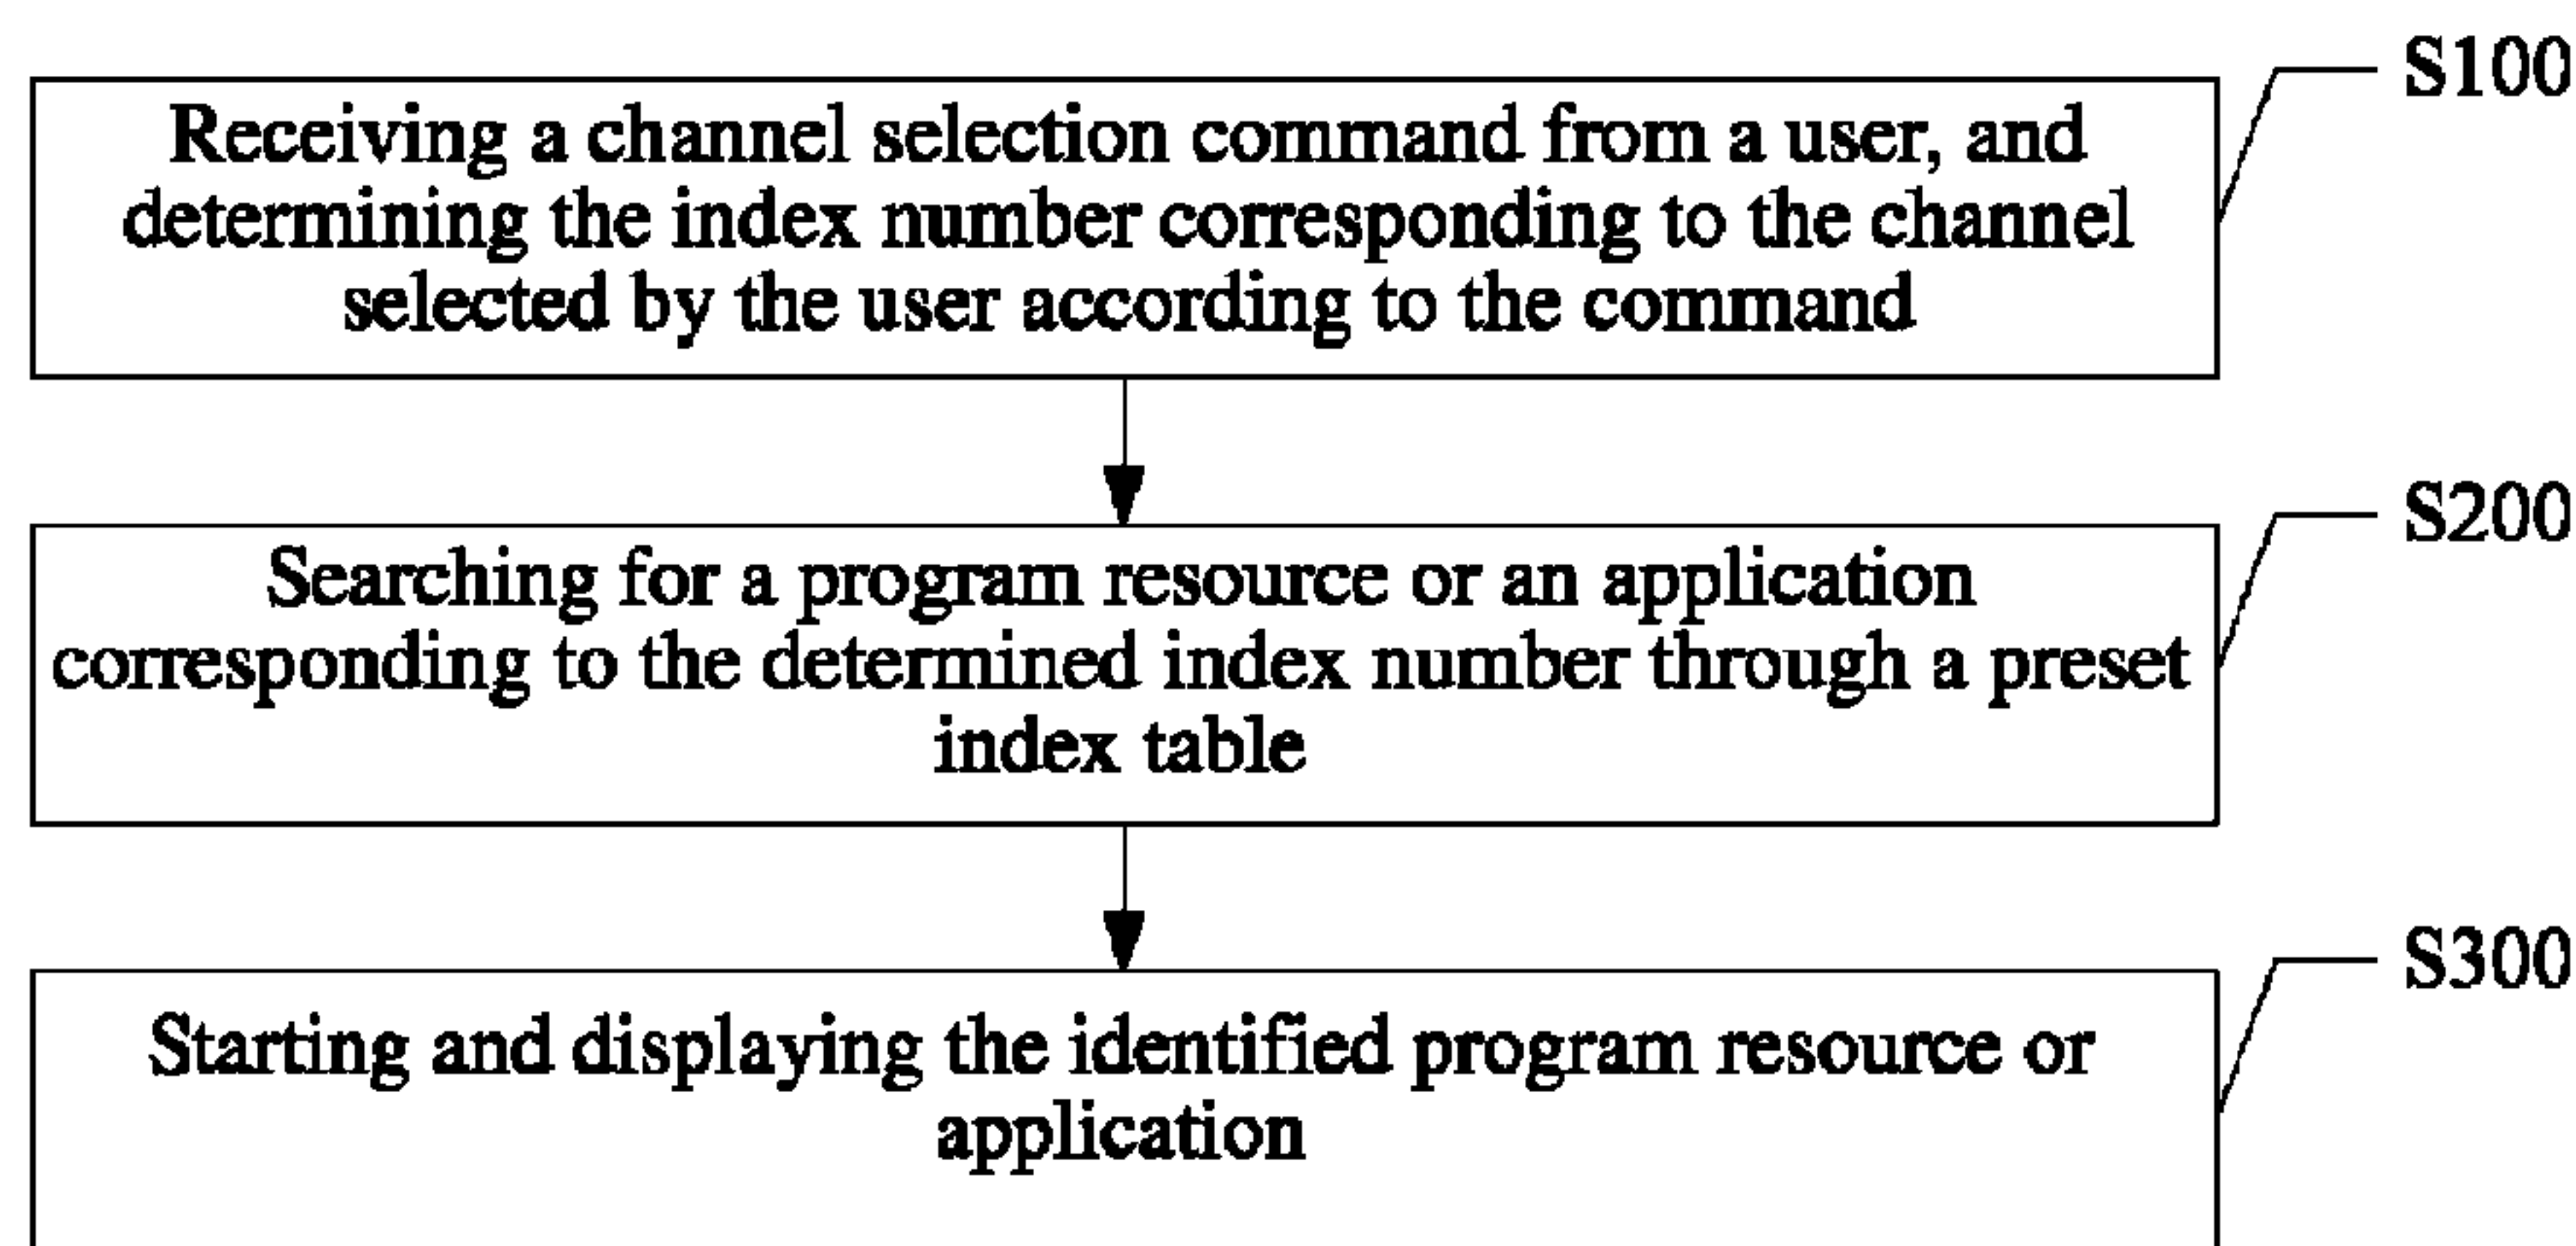 S100
Receiving a channel selection command from a user, and
determining the index number corresponding to the channel
selected by the user according to the command
S200
Searching for a program resource or an application
corresponding to the determined index number through a preset
index table
S300
Starting and displaying the identified program resource or
application